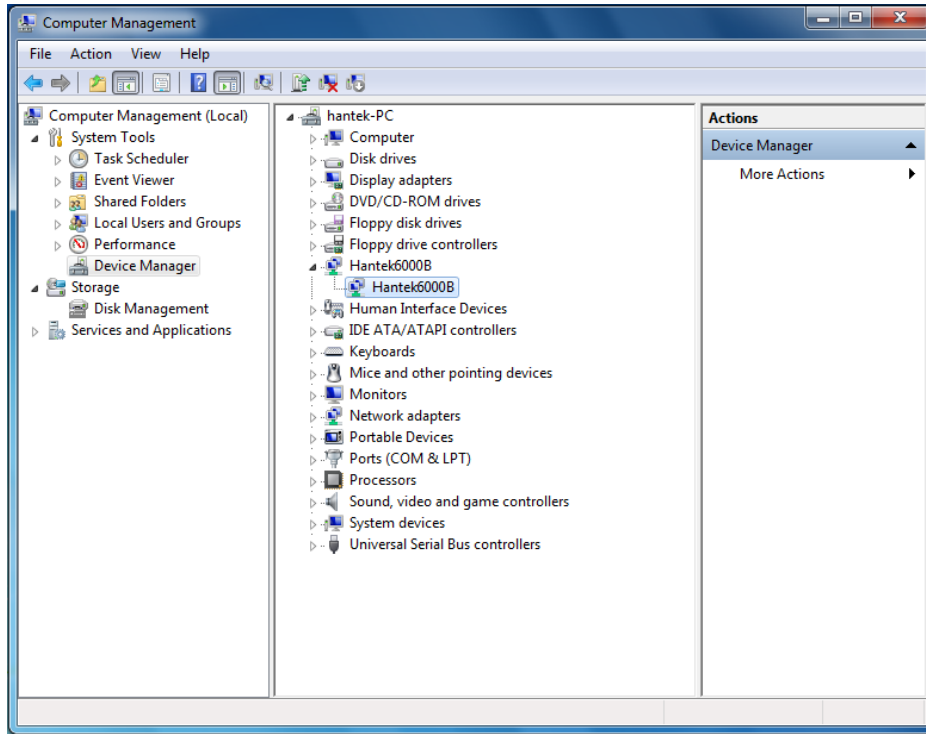 Computer Management
File Action View Help
Computer Management (Local)
System Tools
Task Scheduler
Event Viewer
Shared Folders
Local Users and Groups
Performance
Device Manager
Storage
Disk Management
Services and Applications
hantek-PC
Computer
Disk drives
Display adapters
DVD/CD-ROM drives
Floppy disk drives
Floppy drive controllers
Hantek6000B
Hantek6000B
Human Interface Devices
IDE ATA/ATAPI controllers
Keyboards
Mice and other pointing devices
Monitors
Network adapters
Portable Devices
Ports (COM & LPT)
Processors
Sound, video and game controllers
System devices
Universal Serial Bus controllers
Actions
Device Manager
More Actions